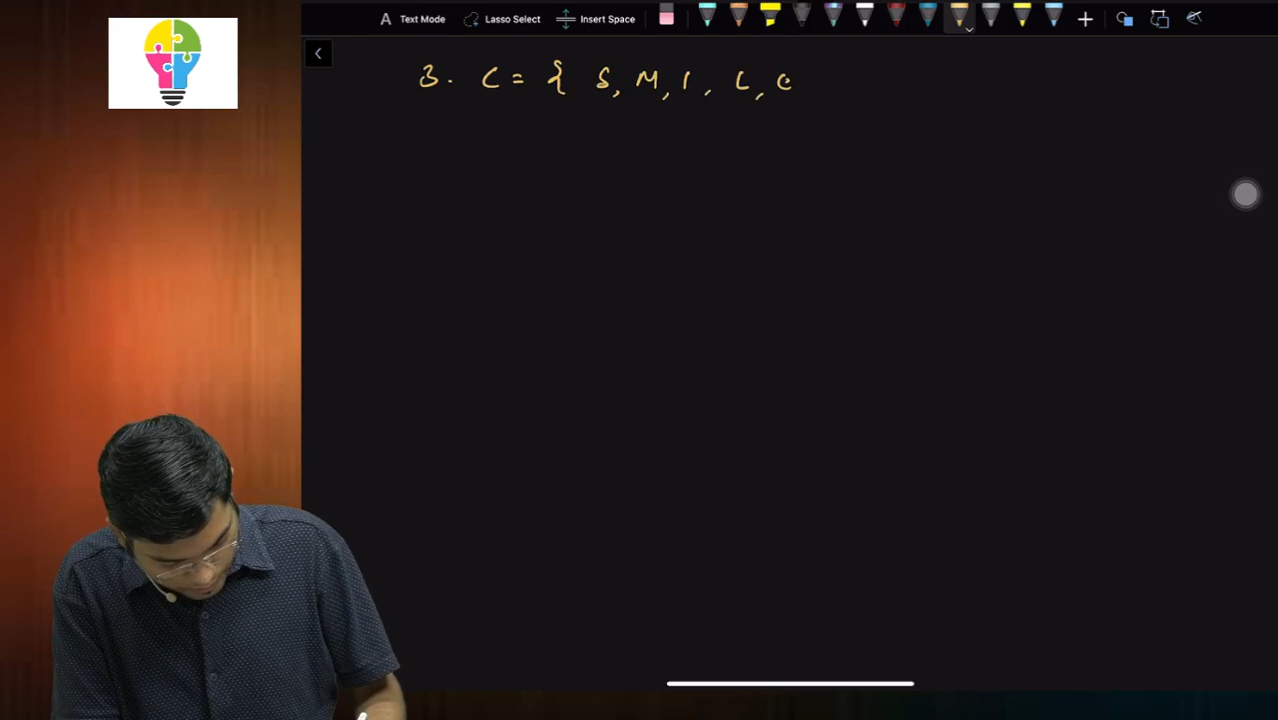 Text Mode Lasso Select Insert Space
3. C = { S, M, I, L, e